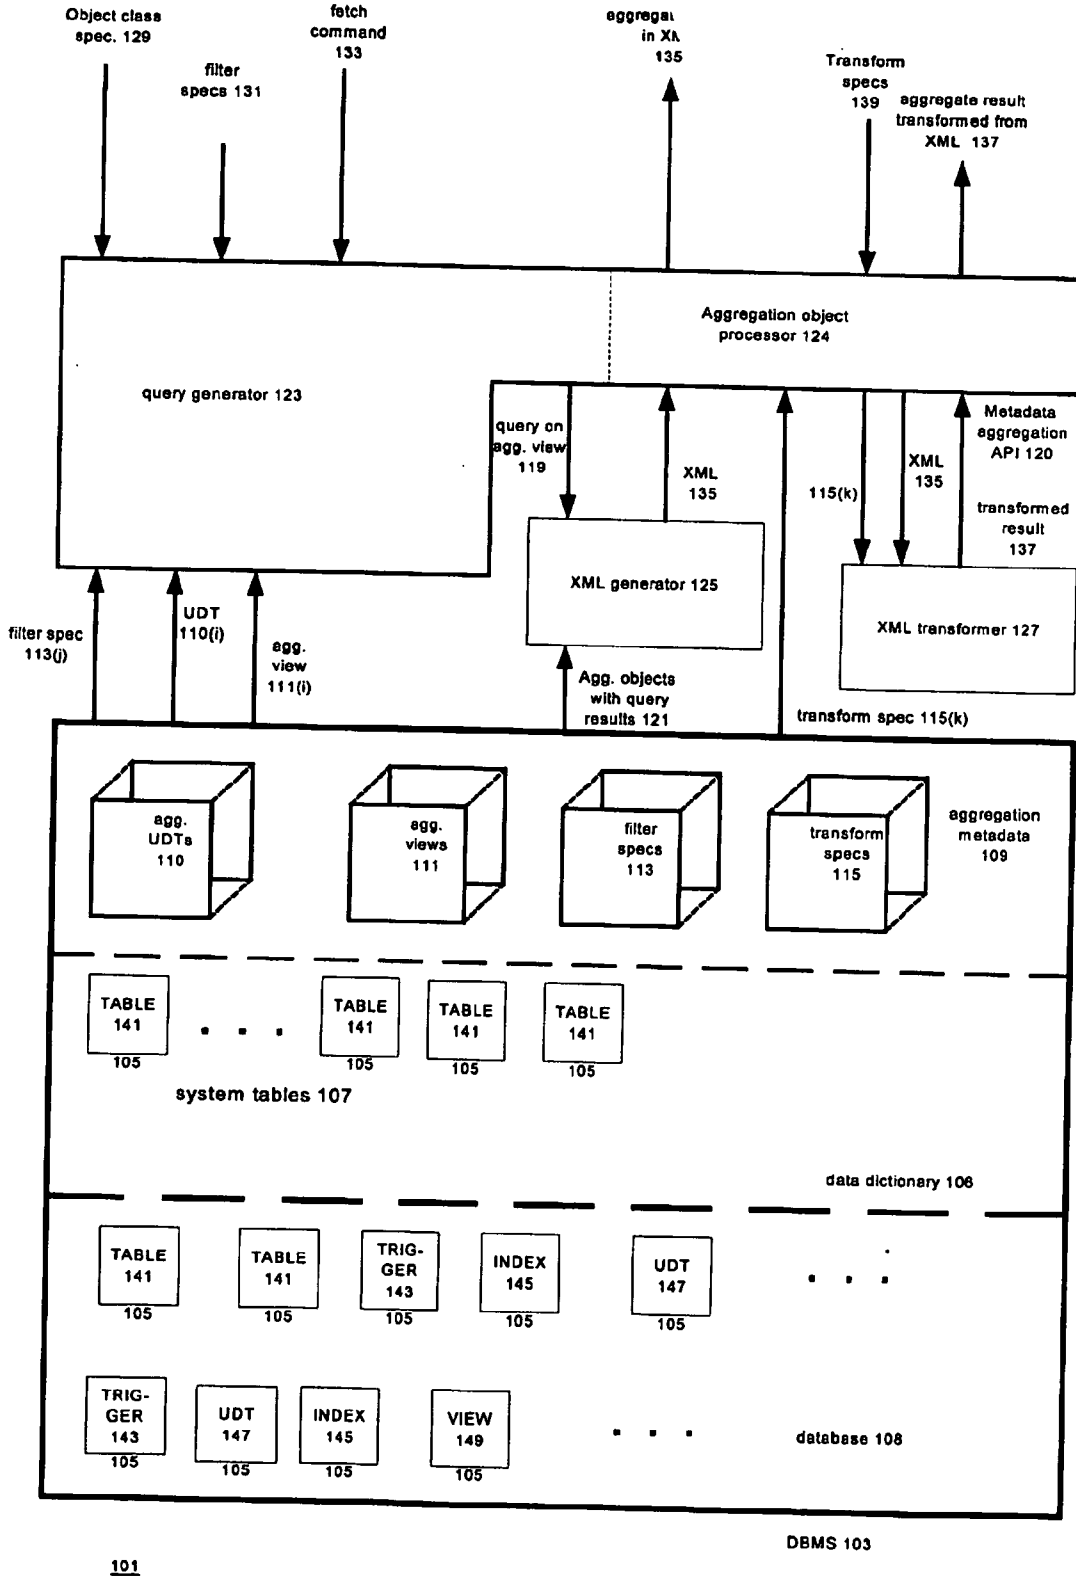 Object class
spec. 129
filter
specs 131
fetch
command
133
in
135
Transform
specs
139
aggregate result
transformed from
XML 137
Aggregation object
processor 124
query generator 123
query on
agg. view
119
XML
135
115(k)
XML
135
Metadata
aggregation
API 120
transformed
result
137
XML generator 125
XML transformer 127
filter spec
113(j)
UDT
110(i)
agg.
view
111(i)
Agg. objects
with query
results 121
transform spec 115(k)
agg.
UDTs
110
agg.
views
111
filter
specs
113
transform
specs
115
aggregation
metadata
109
TABLE
141
105
. . .
TABLE
141
105
TABLE
141
105
TABLE
141
105
system tables 107
data dictionary 106
TABLE
141
105
TABLE
141
105
TRIG-
GER
143
105
INDEX
145
105
UDT
147
105
. . .
TRIG-
GER
143
105
UDT
147
105
INDEX
145
105
VIEW
149
105
. . .
database 108
DBMS 103
101